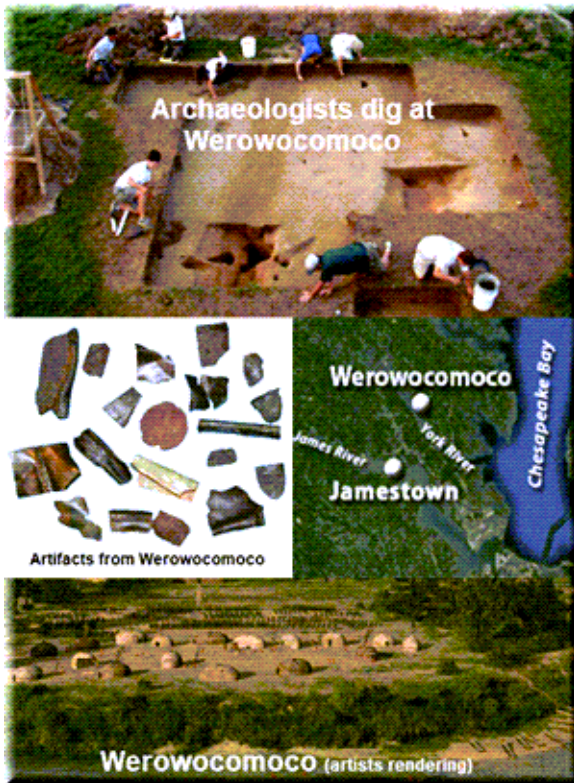 Archaeologists dig at
Werowocomoco
Artifacts from Werowocomoco
Werowocomoco
James River
York River
Jamestown
Chesapeake Bay
Werowocomoco (artists rendering)